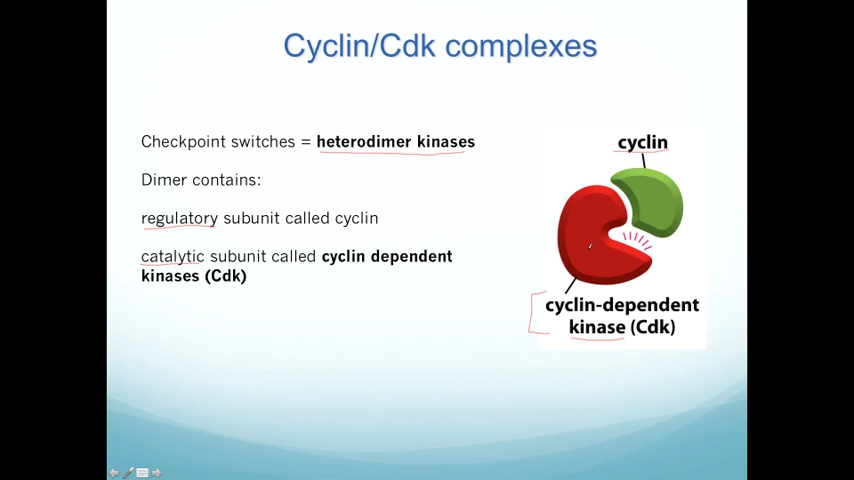 Cyclin/Cdk complexes
Checkpoint switches = heterodimer kinases
Dimer contains:
regulatory subunit called cyclin
catalytic subunit called cyclin dependent
kinases (Cdk)
cyclin
cyclin-dependent
kinase (Cdk)